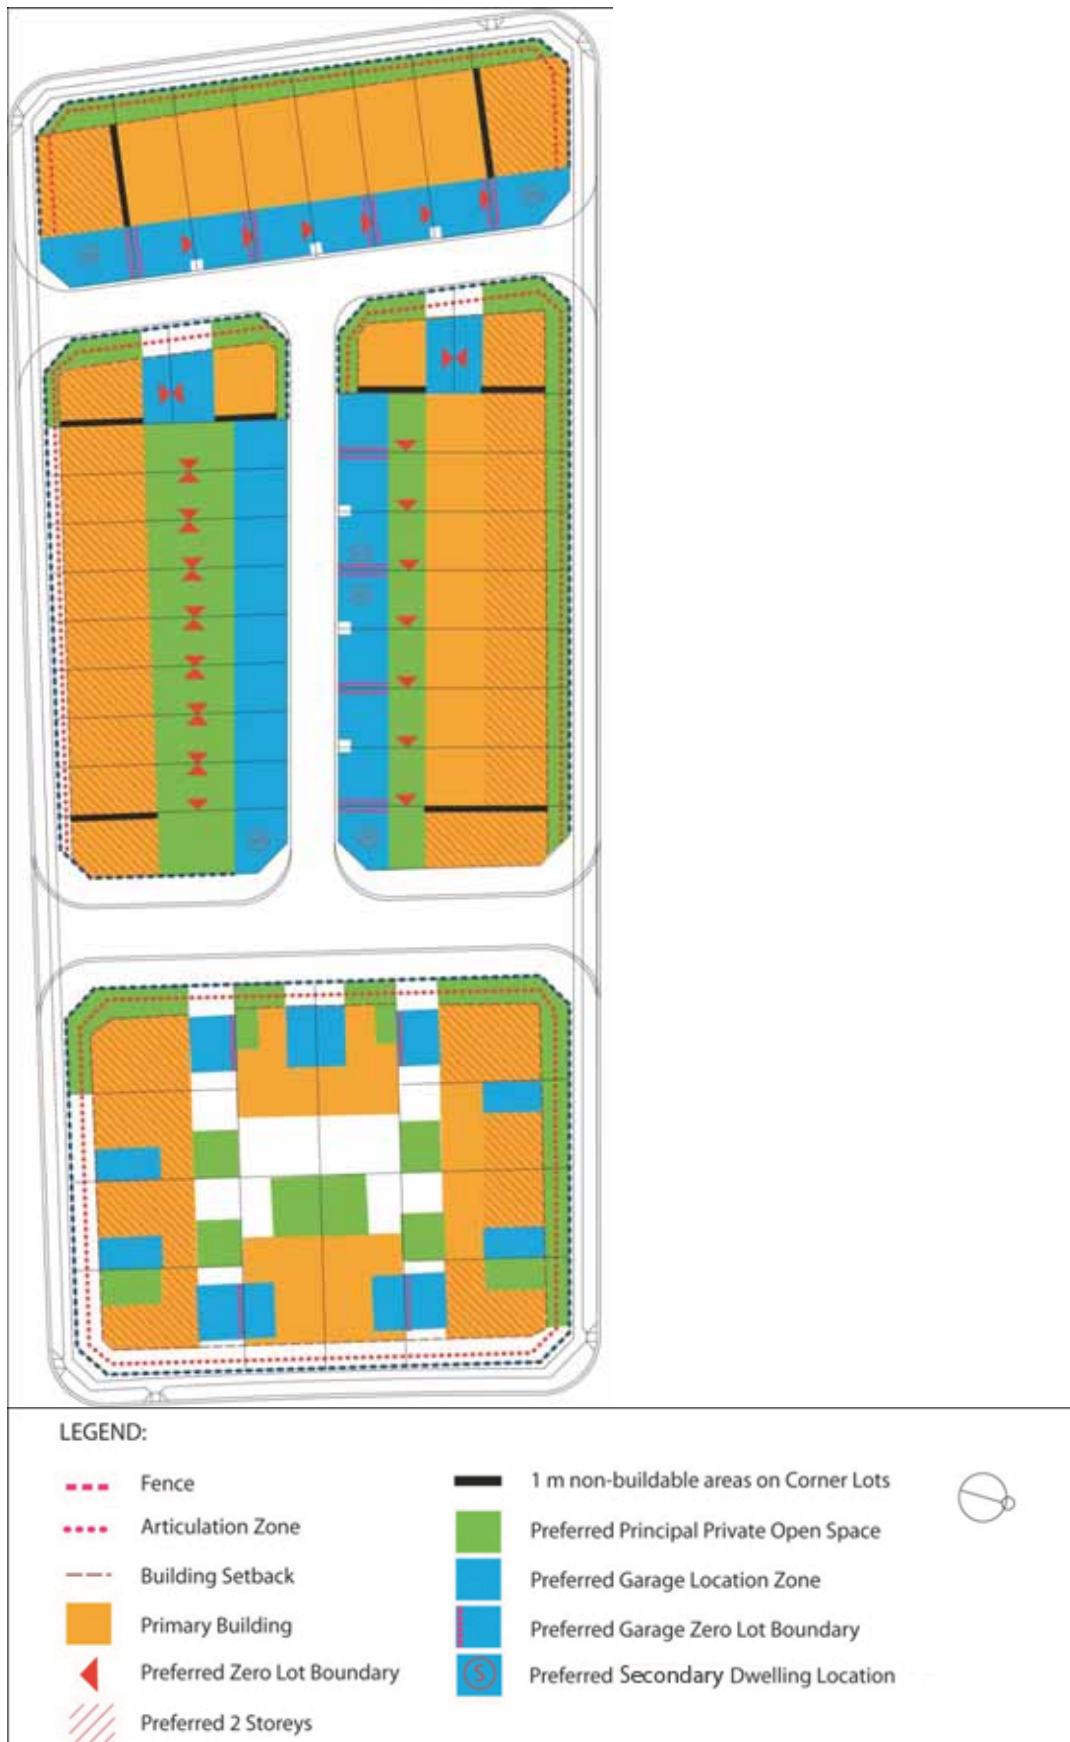 LEGEND:
Fence
Articulation Zone
Building Setback
Primary Building
Preferred Zero Lot Boundary
Preferred 2 Storeys
1 m non-buildable areas on Corner Lots
Preferred Principal Private Open Space
Preferred Garage Location Zone
Preferred Garage Zero Lot Boundary
S
Preferred Secondary Dwelling Location